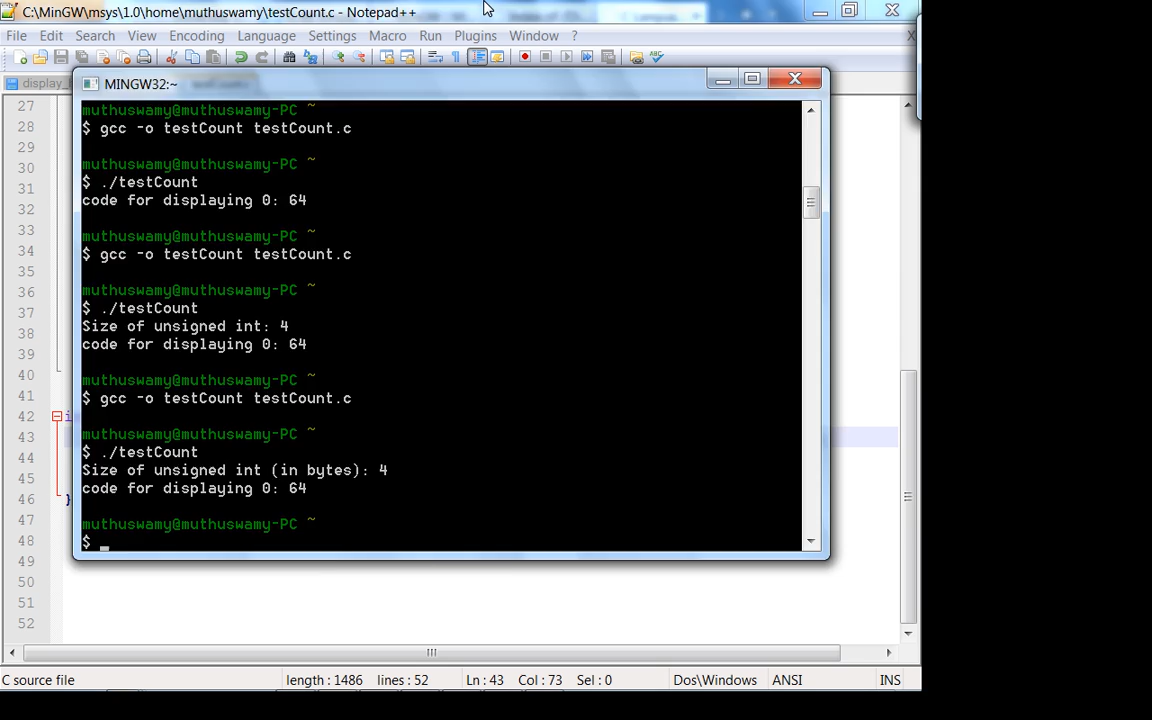 C:\MinGW\msys\1.0\home\muthuswamy\testCount.c - Notepad++
File Edit Search View Encoding Language Settings Macro Run Plugins Window ?
MINGW32:~
muthuswamy@muthuswamy-PC ~
$ gcc -o testCount testCount.c
muthuswamy@muthuswamy-PC ~
$ ./testCount
code for displaying 0: 64
muthuswamy@muthuswamy-PC ~
$ gcc -o testCount testCount.c
muthuswamy@muthuswamy-PC ~
$ ./testCount
Size of unsigned int: 4
code for displaying 0: 64
muthuswamy@muthuswamy-PC ~
$ gcc -o testCount testCount.c
muthuswamy@muthuswamy-PC ~
$ ./testCount
Size of unsigned int (in bytes): 4
code for displaying 0: 64
muthuswamy@muthuswamy-PC ~
$
27
28
29
30
31
32
33
34
35
36
37
38
39
40
41
42
43
44
45
46 }
47
48
49
50
51
52
C source file length : 1486 lines : 52 Ln : 43 Col : 73 Sel : 0 Dos\Windows ANSI INS